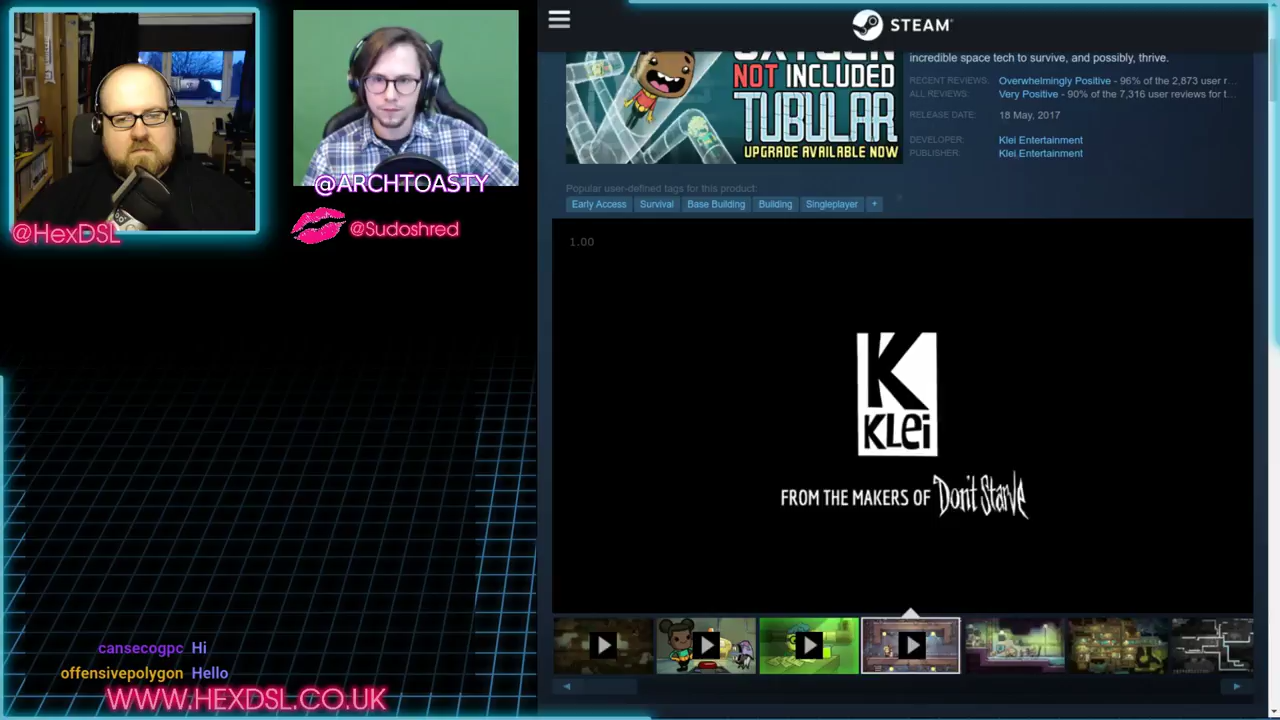 @HexDSL
@ARCHTOASTY
@Sudoshred
cansecogpc Hi
offensivepolygon Hello
WWW.HEXDSL.CO.UK
STEAM
OXYGEN
NOT INCLUDED
TUBULAR
UPGRADE AVAILABLE NOW
incredible space tech to survive, and possibly, thrive.
RECENT REVIEWS: Overwhelmingly Positive - 96% of the 2,873 user r…
ALL REVIEWS: Very Positive - 90% of the 7,316 user reviews for t…
RELEASE DATE: 18 May, 2017
DEVELOPER: Klei Entertainment
PUBLISHER: Klei Entertainment
Popular user-defined tags for this product:
Early Access Survival Base Building Building Singleplayer +
1.00
K
KLei
FROM THE MAKERS OF Don't Starve